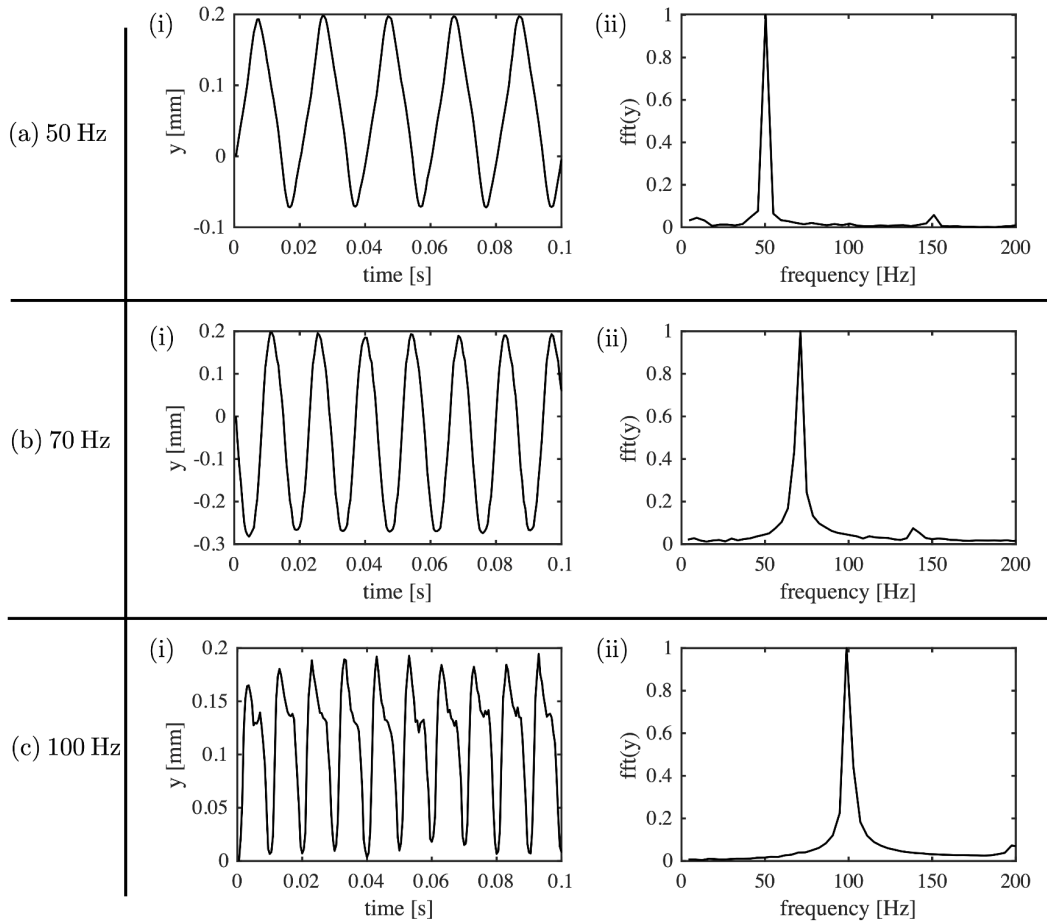 (a) 50 Hz
(i)
y [mm]
0.2
0.1
0
-0.1
0 0.02 0.04 0.06 0.08 0.1
time [s]
(ii)
fft(y)
1
0.8
0.6
0.4
0.2
0
0 50 100 150 200
frequency [Hz]
(b) 70 Hz
(i)
y [mm]
0.2
0.1
0
-0.1
-0.2
-0.3
0 0.02 0.04 0.06 0.08 0.1
time [s]
(ii)
fft(y)
1
0.8
0.6
0.4
0.2
0
0 50 100 150 200
frequency [Hz]
(c) 100 Hz
(i)
y [mm]
0.2
0.15
0.1
0.05
0
0 0.02 0.04 0.06 0.08 0.1
time [s]
(ii)
fft(y)
1
0.8
0.6
0.4
0.2
0
0 50 100 150 200
frequency [Hz]